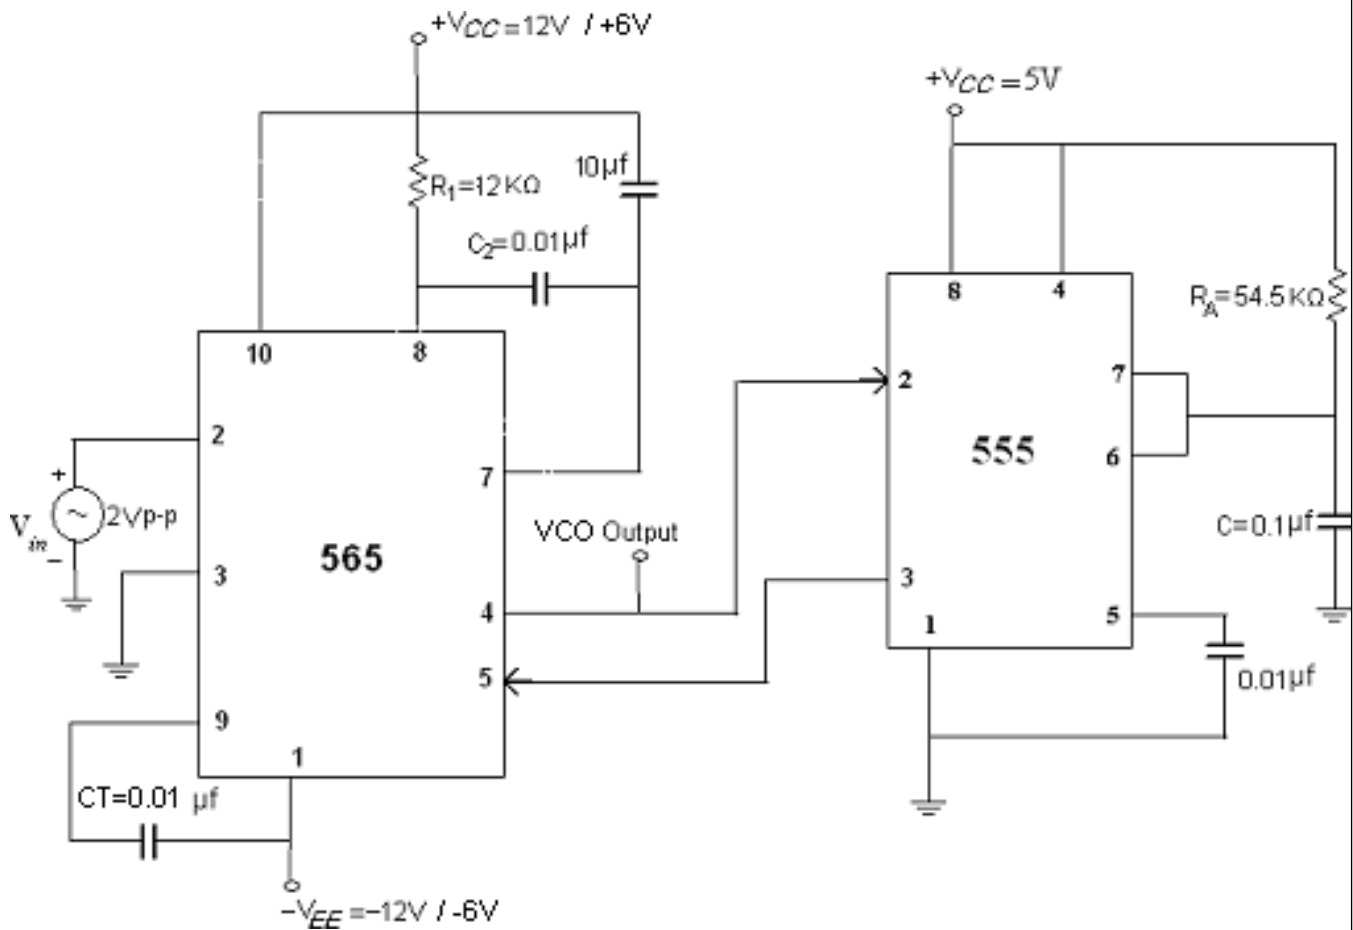 +VCC=12V / +6V
+VCC=5V
10µf
R1=12KΩ
C2=0.01µf
10
8
8
4
RA=54.5KΩ
2
7
2
7
555
6
+
Vin
2Vp-p
-
565
VCO Output
C=0.1µf
3
4
3
1
5
5
0.01µf
9
1
CT=0.01 µf
-VEE=-12V / -6V